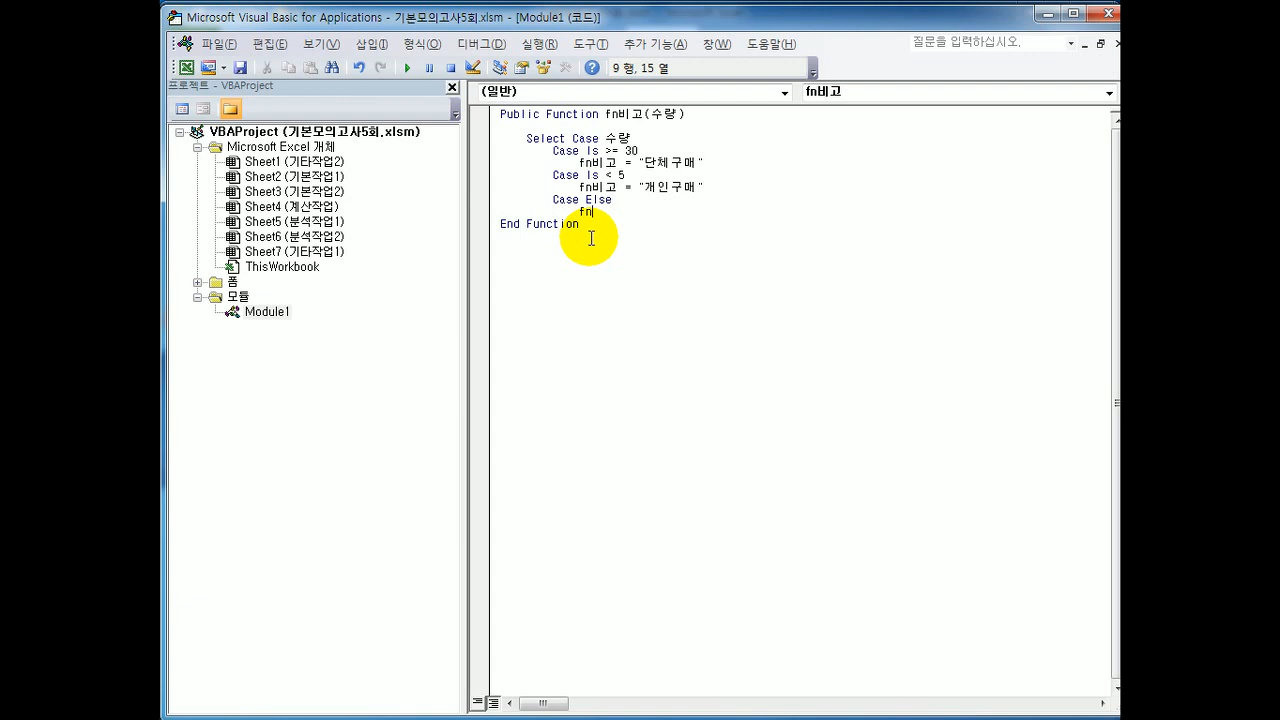 Microsoft Visual Basic for Applications - 기본모의고사5회.xlsm - [Module1 (코드)]
파일(F) 편집(E) 보기(V) 삽입(I) 형식(O) 디버그(D) 실행(R) 도구(T) 추가 기능(A) 창(W) 도움말(H) 질문을 입력하십시오.
9 행, 15 열
프로젝트 - VBAProject
(일반) fn비고
VBAProject (기본모의고사5회.xlsm)
Microsoft Excel 개체
Sheet1 (기타작업2)
Sheet2 (기본작업1)
Sheet3 (기본작업2)
Sheet4 (계산작업)
Sheet5 (분석작업1)
Sheet6 (분석작업2)
Sheet7 (기타작업1)
ThisWorkbook
폼
모듈
Module1
Public Function fn비고(수량)
Select Case 수량
Case Is >= 30
fn비고 = "단체구매"
Case Is < 5
fn비고 = "개인구매"
Case Else
fn
End Function